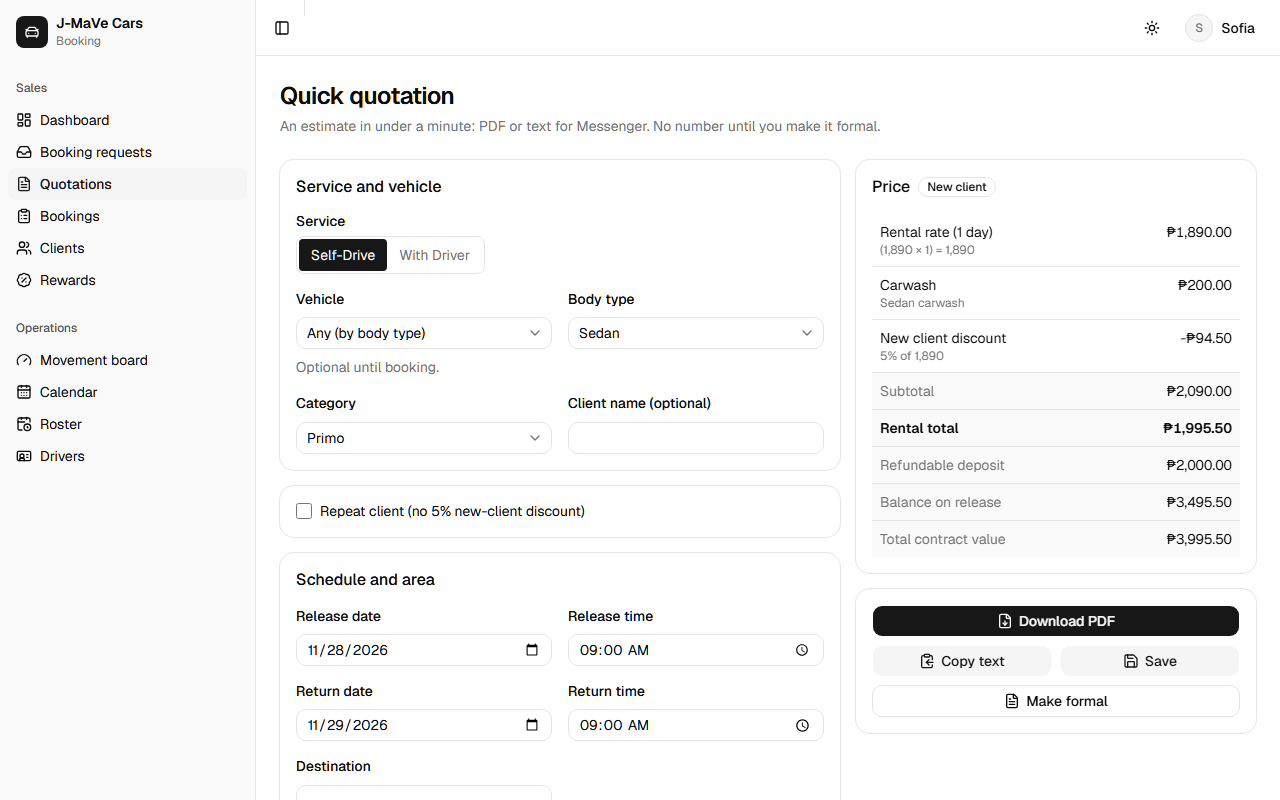 J-MaVe Cars
Booking
Sales
Dashboard
Booking requests
Quotations
Bookings
Clients
Rewards
Operations
Movement board
Calendar
Roster
Drivers
S Sofia
Quick quotation
An estimate in under a minute: PDF or text for Messenger. No number until you make it formal.
Service and vehicle
Service
Self-Drive With Driver
Vehicle Body type
Any (by body type) Sedan
Optional until booking.
Category Client name (optional)
Primo
Repeat client (no 5% new-client discount)
Schedule and area
Release date Release time
11/28/2026 09:00 AM
Return date Return time
11/29/2026 09:00 AM
Destination
Price New client
Rental rate (1 day) ₱1,890.00
(1,890 × 1) = 1,890
Carwash ₱200.00
Sedan carwash
New client discount -₱94.50
5% of 1,890
Subtotal ₱2,090.00
Rental total ₱1,995.50
Refundable deposit ₱2,000.00
Balance on release ₱3,495.50
Total contract value ₱3,995.50
Download PDF
Copy text Save
Make formal